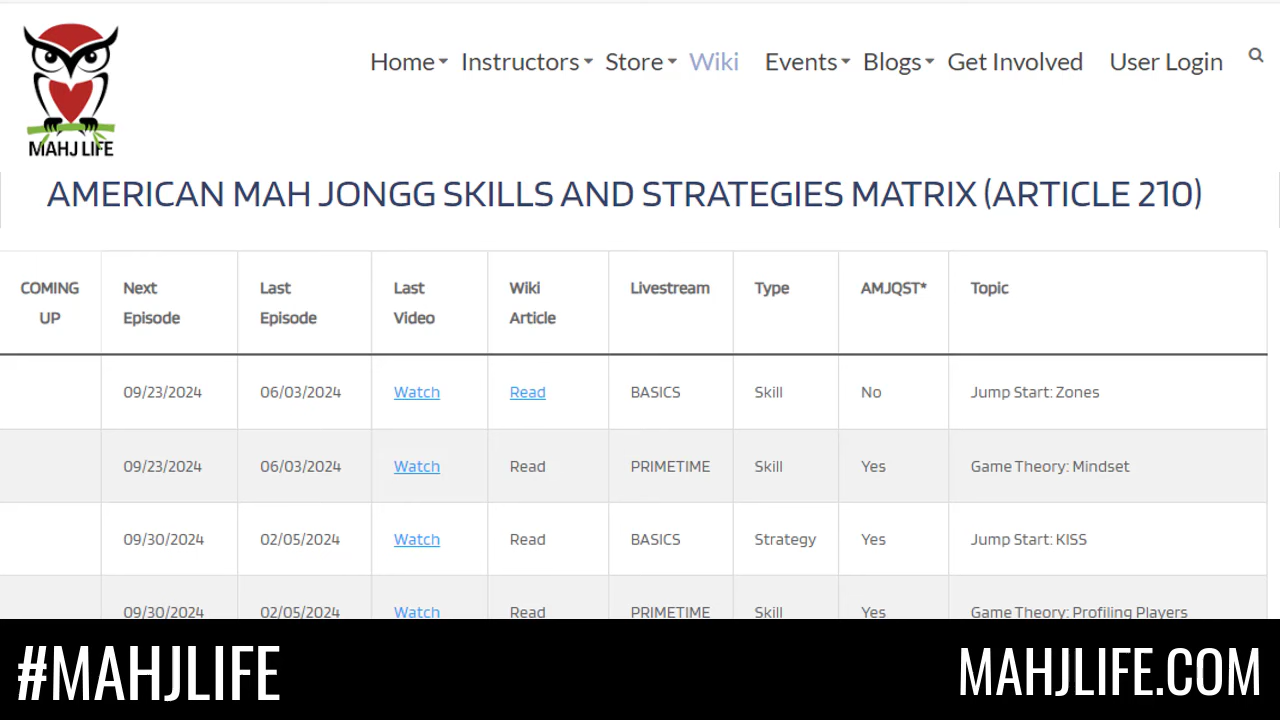 MAHJ LIFE
Home Instructors Store Wiki Events Blogs Get Involved User Login
AMERICAN MAH JONGG SKILLS AND STRATEGIES MATRIX (ARTICLE 210)
COMING UP Next Episode Last Episode Last Video Wiki Article Livestream Type AMJQST* Topic
09/23/2024 06/03/2024 Watch Read BASICS Skill No Jump Start: Zones
09/23/2024 06/03/2024 Watch Read PRIMETIME Skill Yes Game Theory: Mindset
09/30/2024 02/05/2024 Watch Read BASICS Strategy Yes Jump Start: KISS
09/30/2024 02/05/2024 Watch Read PRIMETIME Skill Yes Game Theory: Profiling Players
#MAHJLIFE MAHJLIFE.COM